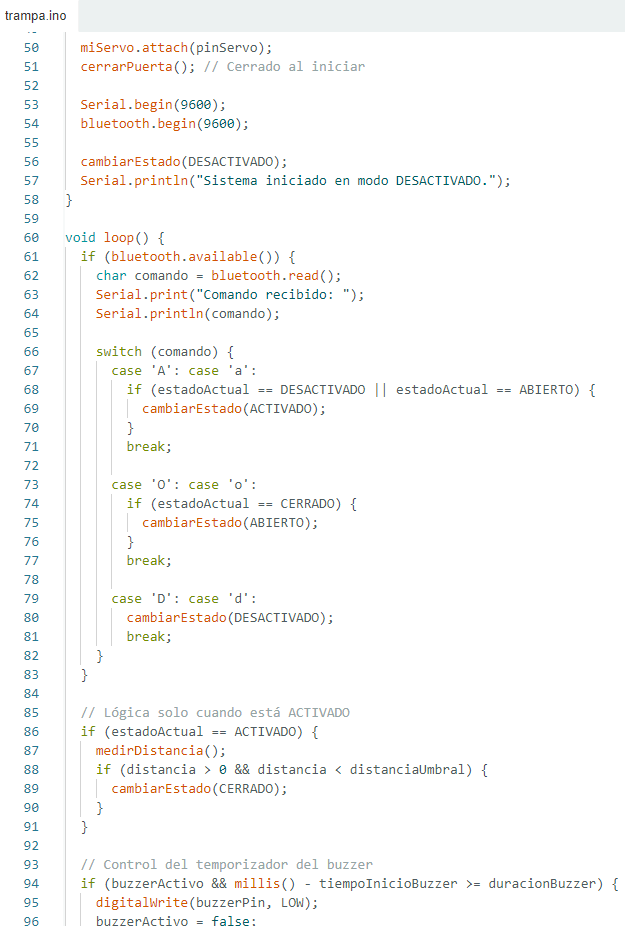 trampa.ino
50 miServo.attach(pinServo);
51 cerrarPuerta(); // Cerrado al iniciar
52
53 Serial.begin(9600);
54 bluetooth.begin(9600);
55
56 cambiarEstado(DESACTIVADO);
57 Serial.println("Sistema iniciado en modo DESACTIVADO.");
58 }
59
60 void loop() {
61 if (bluetooth.available()) {
62 char comando = bluetooth.read();
63 Serial.print("Comando recibido: ");
64 Serial.println(comando);
65
66 switch (comando) {
67 case 'A': case 'a':
68 if (estadoActual == DESACTIVADO || estadoActual == ABIERTO) {
69 cambiarEstado(ACTIVADO);
70 }
71 break;
72
73 case 'O': case 'o':
74 if (estadoActual == CERRADO) {
75 cambiarEstado(ABIERTO);
76 }
77 break;
78
79 case 'D': case 'd':
80 cambiarEstado(DESACTIVADO);
81 break;
82 }
83 }
84
85 // Lógica solo cuando está ACTIVADO
86 if (estadoActual == ACTIVADO) {
87 medirDistancia();
88 if (distancia > 0 && distancia < distanciaUmbral) {
89 cambiarEstado(CERRADO);
90 }
91 }
92
93 // Control del temporizador del buzzer
94 if (buzzerActivo && millis() - tiempoInicioBuzzer >= duracionBuzzer) {
95 digitalWrite(buzzerPin, LOW);
96 buzzerActivo = false;